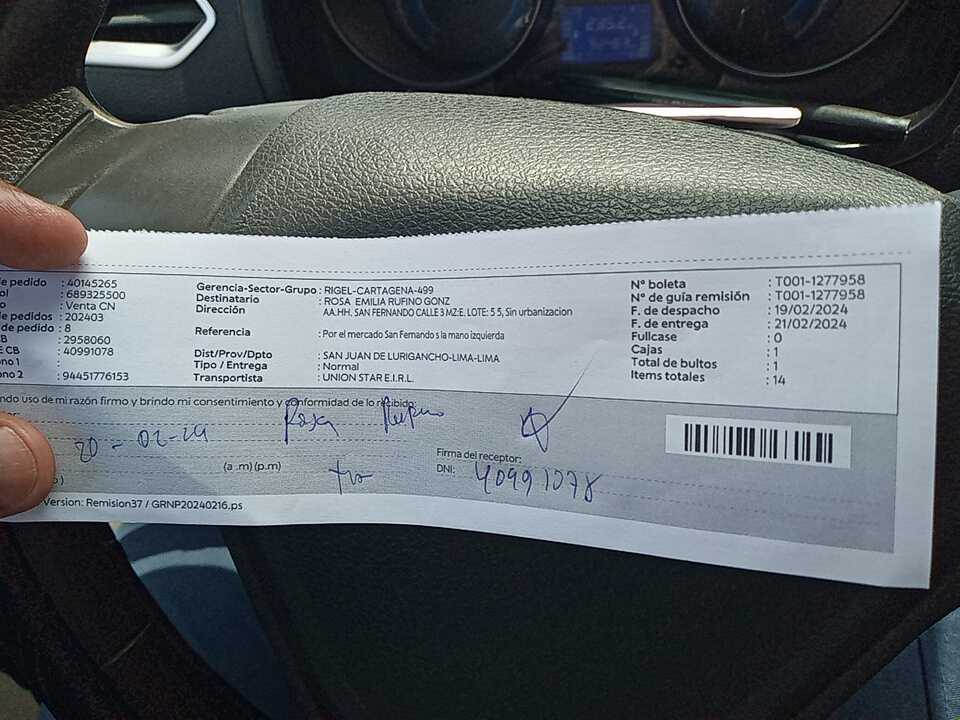 de pedido : 40145265
ol : 689325500
o : Venta CN
de pedidos : 202403
de pedido : 8
CB : 2958060
E CB : 40991078
ono 1 :
ono 2 : 94451776153
Gerencia-Sector-Grupo : RIGEL-CARTAGENA-499
Destinatario : ROSA EMILIA RUFINO GONZ
Dirección : AA.HH. SAN FERNANDO CALLE 3 MZ:E. LOTE: 5 5, Sin urbanizacion
Referencia : Por el mercado San Fernando s la mano izquierda
Dist/Prov/Dpto : SAN JUAN DE LURIGANCHO-LIMA-LIMA
Tipo / Entrega : Normal
Transportista : UNION STAR E.I.R.L.
N° boleta : T001-1277958
N° de guía remisión : T001-1277958
F. de despacho : 19/02/2024
F. de entrega : 21/02/2024
Fullcase : 0
Cajas : 1
Total de bultos : 1
Items totales : 14
ndo uso de mi razón firmo y brindo mi consentimiento y conformidad de lo recibido:
20-02-24 Rosa Rufino
(a .m) (p.m)
Firma del receptor:
DNI: 40991078
Version: Remision37 / GRNP20240216.ps